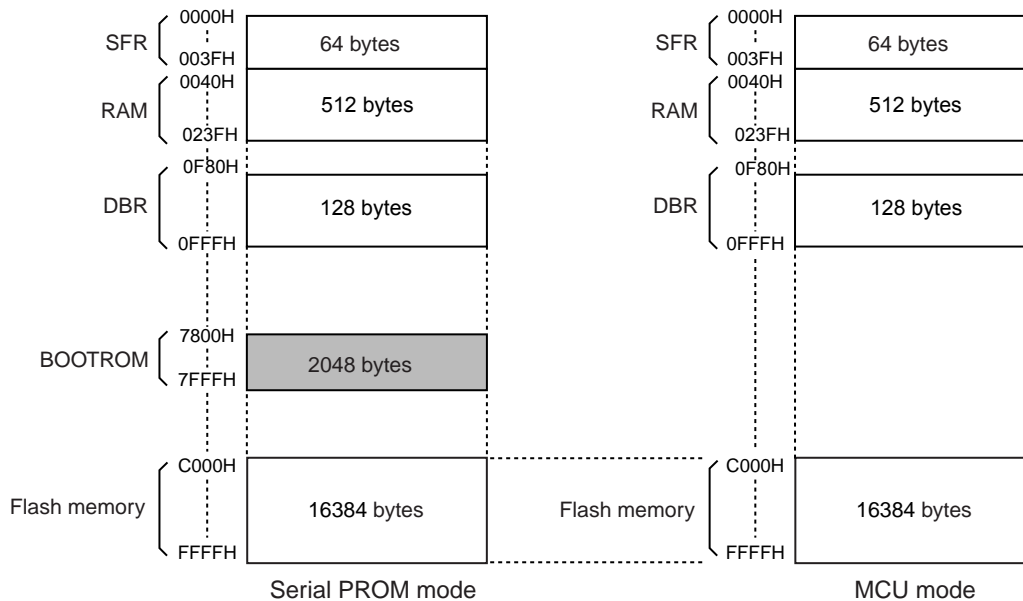 0000H
SFR
64 bytes
003FH
0040H
RAM
512 bytes
023FH
0F80H
DBR
128 bytes
0FFFH
7800H
BOOTROM
2048 bytes
7FFFH
C000H
Flash memory
16384 bytes
FFFFH
Serial PROM mode
0000H
SFR
64 bytes
003FH
0040H
RAM
512 bytes
023FH
0F80H
DBR
128 bytes
0FFFH
C000H
Flash memory
16384 bytes
FFFFH
MCU mode